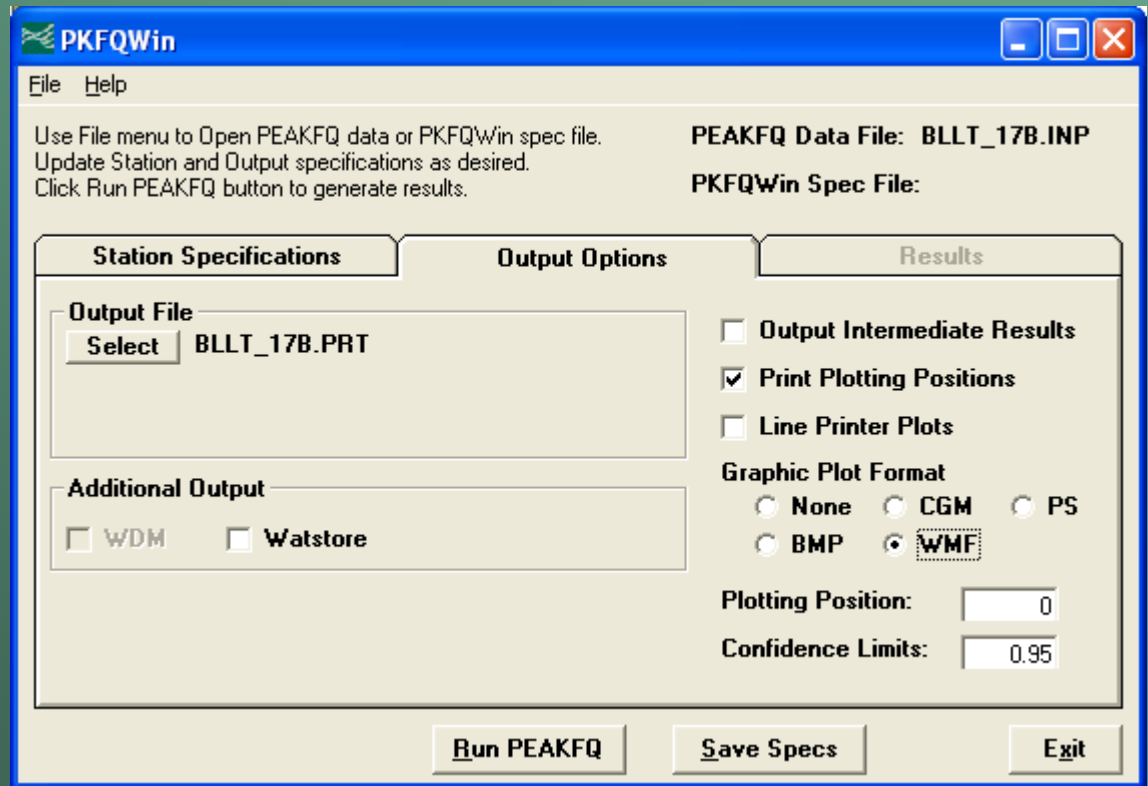 PKFQWin
File Help
Use File menu to Open PEAKFQ data or PKFQWin spec file.
Update Station and Output specifications as desired.
Click Run PEAKFQ button to generate results.
PEAKFQ Data File: BLLT_17B.INP
PKFQWin Spec File:
Station Specifications
Output Options
Results
Output File
Select BLLT_17B.PRT
Additional Output
WDM Watstore
Output Intermediate Results
Print Plotting Positions
Line Printer Plots
Graphic Plot Format
None CGM PS
BMP WMF
Plotting Position: 0
Confidence Limits: 0.95
Run PEAKFQ
Save Specs
Exit